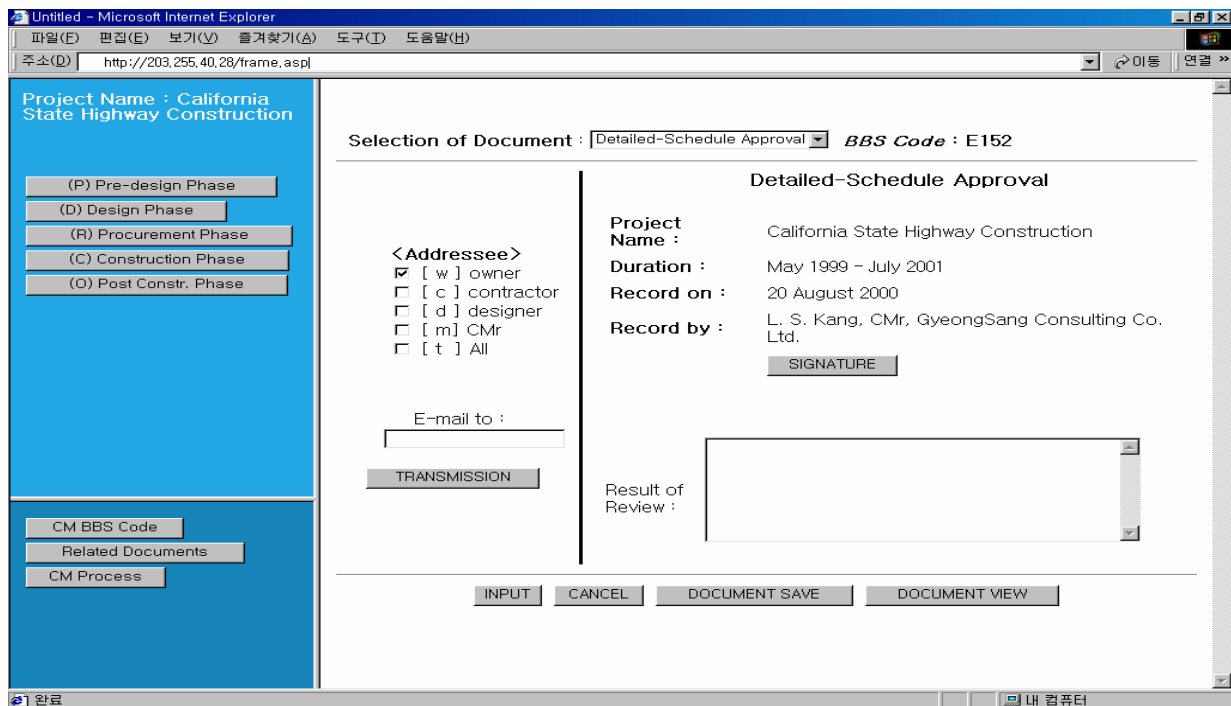 Untitled - Microsoft Internet Explorer
파일(F) 편집(E) 보기(V) 즐겨찾기(A) 도구(T) 도움말(H)
주소(D) http://203,255,40,28/frame,asp 이동 연결 »
Project Name : California
State Highway Construction
(P) Pre-design Phase
(D) Design Phase
(R) Procurement Phase
(C) Construction Phase
(O) Post Constr. Phase
CM BBS Code
Related Documents
CM Process
Selection of Document : Detailed-Schedule Approval BBS Code : E152
<Addressee>
[ w ] owner
[ c ] contractor
[ d ] designer
[ m] CMr
[ t ] All
E-mail to :
TRANSMISSION
Detailed-Schedule Approval
Project
Name : California State Highway Construction
Duration : May 1999 - July 2001
Record on : 20 August 2000
Record by : L. S. Kang, CMr, GyeongSang Consulting Co.
Ltd.
SIGNATURE
Result of
Review :
INPUT CANCEL DOCUMENT SAVE DOCUMENT VIEW
완료 내 컴퓨터